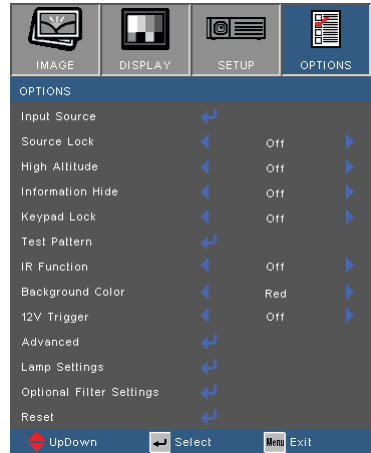 IMAGE DISPLAY SETUP OPTIONS
OPTIONS
Input Source
Source Lock Off
High Altitude Off
Information Hide Off
Keypad Lock Off
Test Pattern
IR Function Off
Background Color Red
12V Trigger Off
Advanced
Lamp Settings
Optional Filter Settings
Reset
UpDown Select Menu Exit